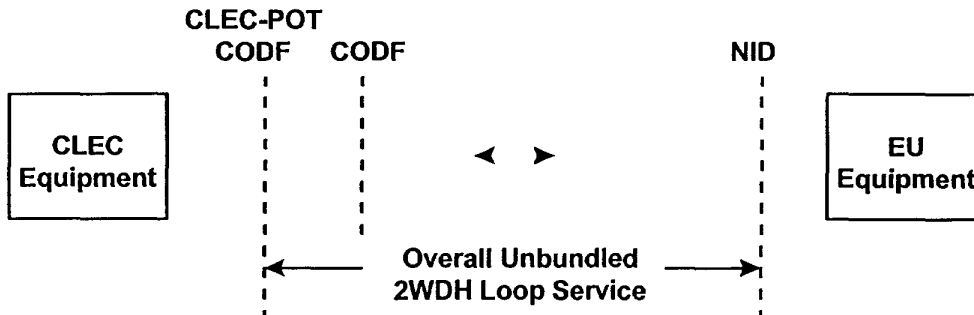 CLEC-POT
CODF
CODF
NID
CLEC
Equipment
EU
Equipment
Overall Unbundled
2WDH Loop Service